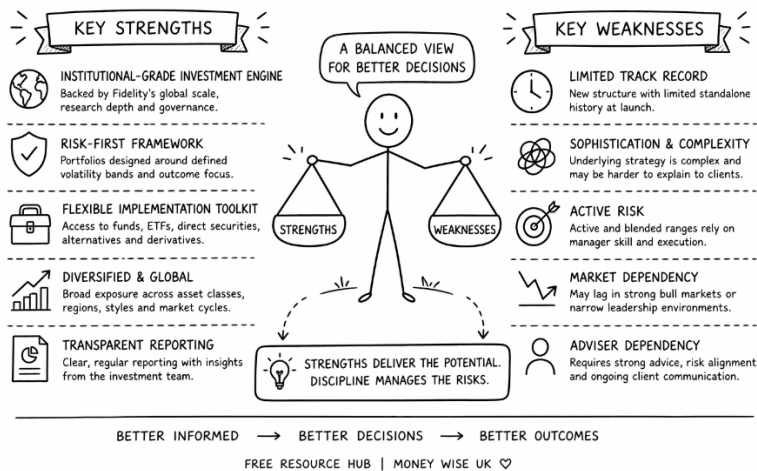 KEY STRENGTHS
INSTITUTIONAL-GRADE INVESTMENT ENGINE
Backed by Fidelity's global scale,
research depth and governance.
RISK-FIRST FRAMEWORK
Portfolios designed around defined
volatility bands and outcome focus.
FLEXIBLE IMPLEMENTATION TOOLKIT
Access to funds, ETFs, direct securities,
alternatives and derivatives.
DIVERSIFIED & GLOBAL
Broad exposure across asset classes,
regions, styles and market cycles.
TRANSPARENT REPORTING
Clear, regular reporting with insights
from the investment team.
A BALANCED VIEW
FOR BETTER DECISIONS
STRENGTHS
WEAKNESSES
STRENGTHS DELIVER THE POTENTIAL.
DISCIPLINE MANAGES THE RISKS.
KEY WEAKNESSES
LIMITED TRACK RECORD
New structure with limited standalone
history at launch.
SOPHISTICATION & COMPLEXITY
Underlying strategy is complex and
may be harder to explain to clients.
ACTIVE RISK
Active and blended ranges rely on
manager skill and execution.
MARKET DEPENDENCY
May lag in strong bull markets or
narrow leadership environments.
ADVISER DEPENDENCY
Requires strong advice, risk alignment
and ongoing client communication.
BETTER INFORMED → BETTER DECISIONS → BETTER OUTCOMES
FREE RESOURCE HUB | MONEY WISE UK ♡